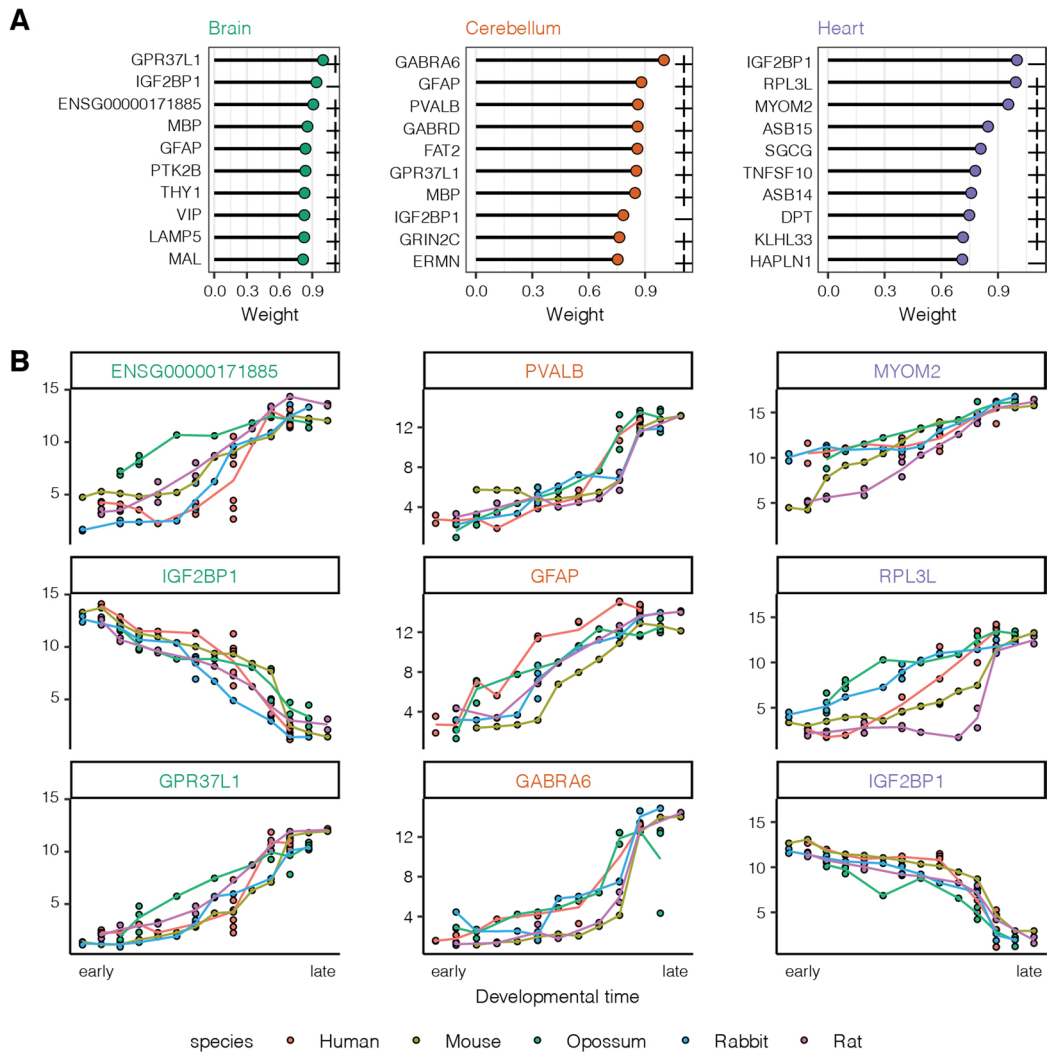 A
Brain
GPR37L1
IGF2BP1
ENSG00000171885
MBP
GFAP
PTK2B
THY1
VIP
LAMP5
MAL
0.0 0.3 0.6 0.9
Weight
Cerebellum
GABRA6
GFAP
PVALB
GABRD
FAT2
GPR37L1
MBP
IGF2BP1
GRIN2C
ERMN
0.0 0.3 0.6 0.9
Weight
Heart
IGF2BP1
RPL3L
MYOM2
ASB15
SGCG
TNFSF10
ASB14
DPT
KLHL33
HAPLN1
0.0 0.3 0.6 0.9
Weight
B
ENSG00000171885
15
10
5
PVALB
12
8
4
MYOM2
15
10
5
IGF2BP1
15
10
5
GFAP
12
8
4
RPL3L
15
10
5
GPR37L1
15
10
5
GABRA6
12
8
4
IGF2BP1
15
10
5
early late
early late
early late
Developmental time
species Human Mouse Opossum Rabbit Rat